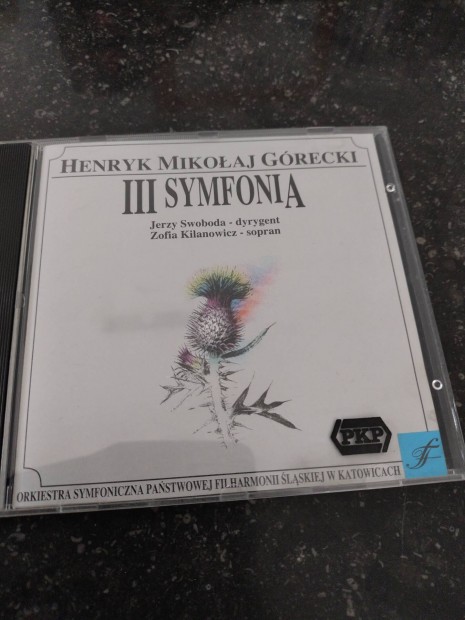 HENRYK MIKOŁAJ GÓRECKI
III SYMFONIA
Jerzy Swoboda - dyrygent
Zofia Kilanowicz - sopran
PKP
ORKIESTRA SYMFONICZNA PAŃSTWOWEJ FILHARMONII ŚLĄSKIEJ W KATOWICACH